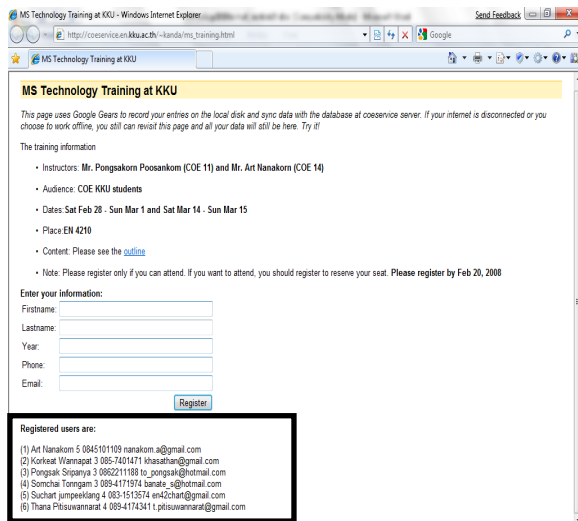 MS Technology Training at KKU - Windows Internet Explorer
Send Feedback
http://coeservice.en.kku.ac.th/~kanda/ms_training.html
Google
MS Technology Training at KKU
MS Technology Training at KKU
This page uses Google Gears to record your entries on the local disk and sync data with the database at coeservice server. If your internet is disconnected or you
choose to work offline, you still can revisit this page and all your data will still be here. Try it!
The training information
• Instructors: Mr. Pongsakorn Poosankom (COE 11) and Mr. Art Nanakorn (COE 14)
• Audience: COE KKU students
• Dates:Sat Feb 28 - Sun Mar 1 and Sat Mar 14 - Sun Mar 15
• Place:EN 4210
• Content: Please see the outline
• Note: Please register only if you can attend. If you want to attend, you should register to reserve your seat. Please register by Feb 20, 2008
Enter your information:
Firstname:
Lastname:
Year:
Phone:
Email:
Register
Registered users are:
(1) Art Nanakorn 5 0845101109 nanakorn.a@gmail.com
(2) Korkeat Wannapat 3 085-7401471 khasathan@gmail.com
(3) Pongsak Sripanya 3 0862211188 to_pongsak@hotmail.com
(4) Somchai Tonngam 3 089-4171974 banate_s@hotmail.com
(5) Suchart jumpeeklang 4 083-1513574 en42chart@gmail.com
(6) Thana Pitisuwannarat 4 089-4174341 t.pitisuwannarat@gmail.com